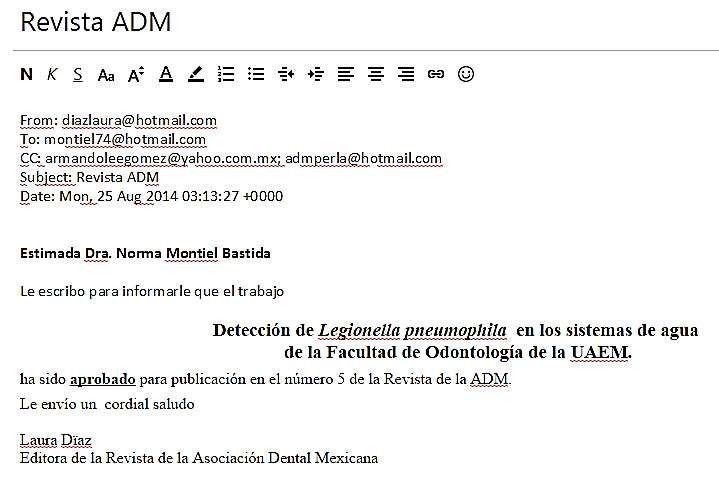 Revista ADM
N K S Aa A A
From: diazlaura@hotmail.com
To: montiel74@hotmail.com
CC: armandoleegomez@yahoo.com.mx; admperla@hotmail.com
Subject: Revista ADM
Date: Mon, 25 Aug 2014 03:13:27 +0000
Estimada Dra. Norma Montiel Bastida
Le escribo para informarle que el trabajo
Detección de Legionella pneumophila en los sistemas de agua
de la Facultad de Odontología de la UAEM.
ha sido aprobado para publicación en el número 5 de la Revista de la ADM.
Le envío un cordial saludo
Laura Dïaz
Editora de la Revista de la Asociación Dental Mexicana